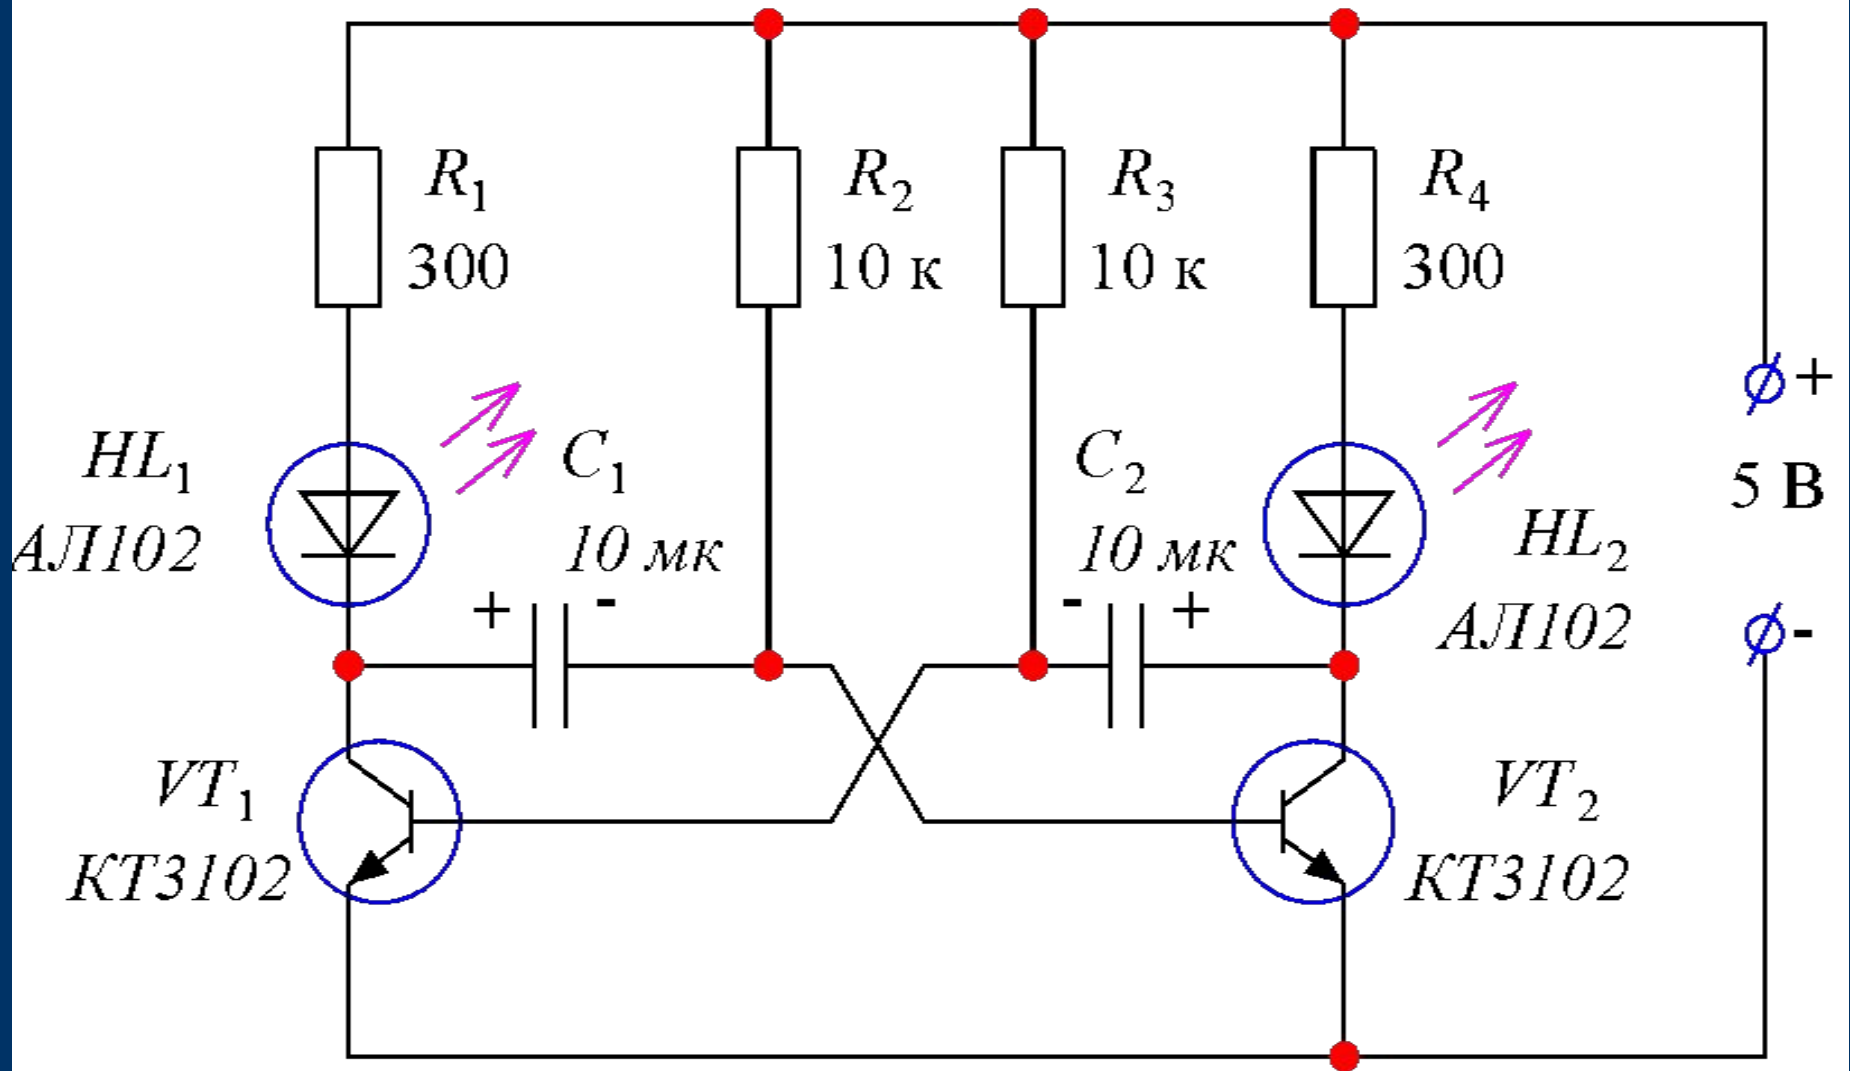 R1
300
R2
10 к
R3
10 к
R4
300
+
5 В
-
HL1
АЛ102
C1
10 мк
+ -
C2
10 мк
- +
HL2
АЛ102
VT1
КТ3102
VT2
КТ3102